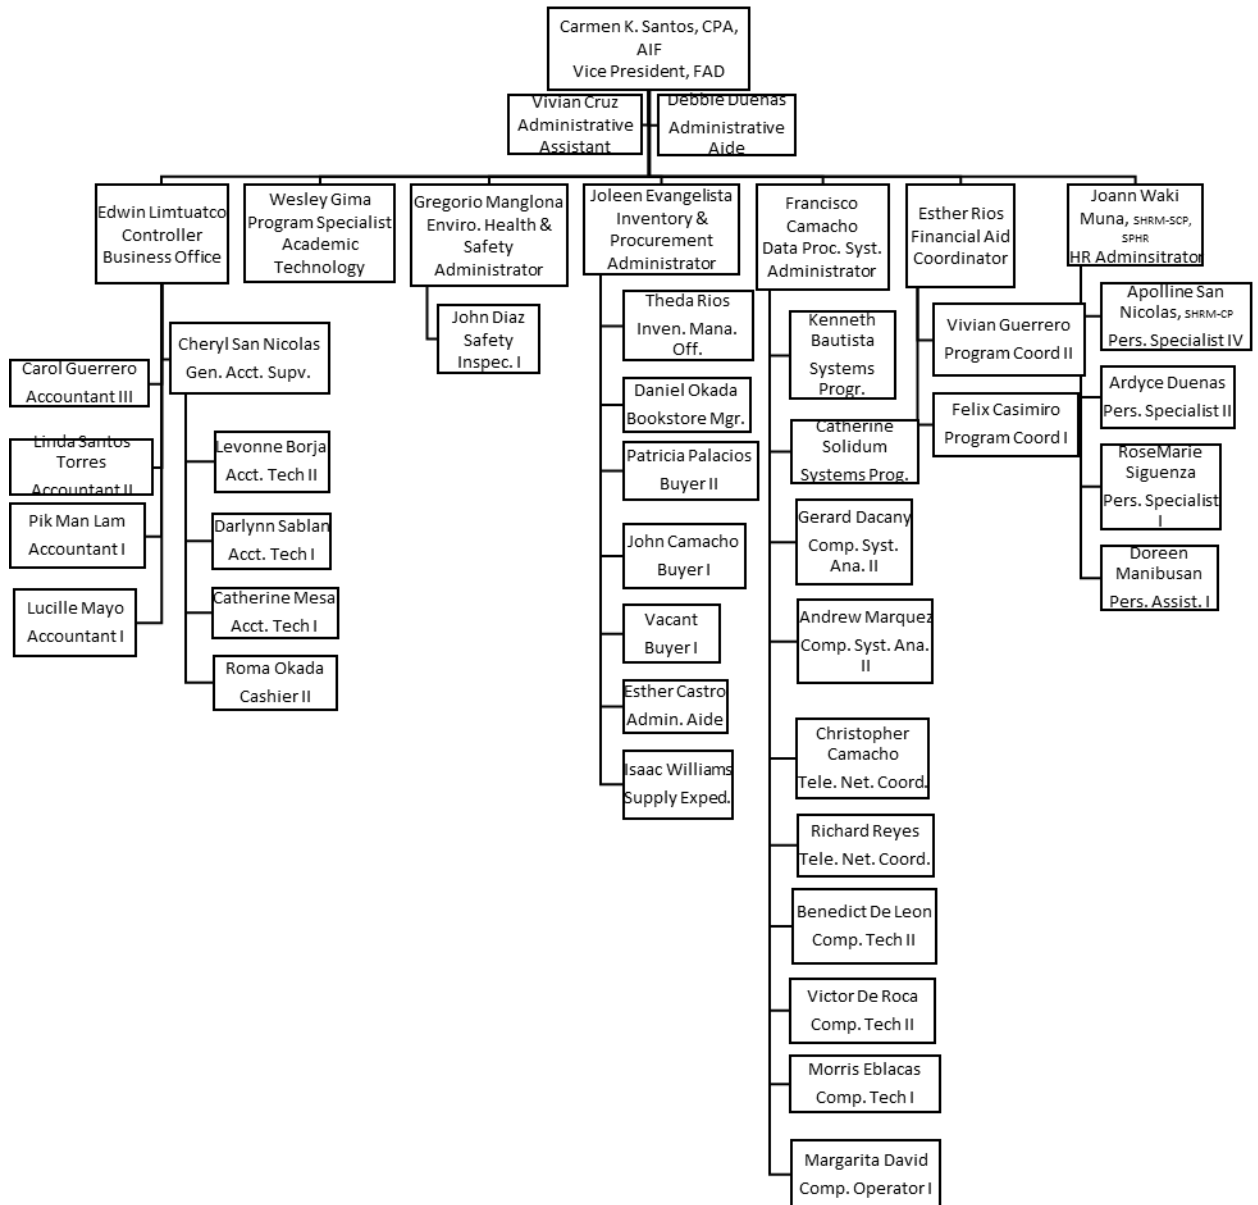 Carmen K. Santos, CPA,
AIF
Vice President, FAD
Vivian Cruz
Administrative
Assistant
Debbie Duenas
Administrative
Aide
Edwin Limtuatco
Controller
Business Office
Wesley Gima
Program Specialist
Academic
Technology
Gregorio Manglona
Enviro. Health &
Safety
Administrator
Joleen Evangelista
Inventory &
Procurement
Administrator
Francisco
Camacho
Data Proc. Syst.
Administrator
Esther Rios
Financial Aid
Coordinator
Joann Waki
Muna, SHRM-SCP,
SPHR
HR Adminsitrator
Cheryl San Nicolas
Gen. Acct. Supv.
Carol Guerrero
Accountant III
Linda Santos
Torres
Accountant II
Pik Man Lam
Accountant I
Lucille Mayo
Accountant I
Levonne Borja
Acct. Tech II
Darlynn Sablan
Acct. Tech I
Catherine Mesa
Acct. Tech I
Roma Okada
Cashier II
John Diaz
Safety
Inspec. I
Theda Rios
Inven. Mana.
Off.
Daniel Okada
Bookstore Mgr.
Patricia Palacios
Buyer II
John Camacho
Buyer I
Vacant
Buyer I
Esther Castro
Admin. Aide
Isaac Williams
Supply Exped.
Kenneth
Bautista
Systems
Progr.
Catherine
Solidum
Systems Prog.
Gerard Dacany
Comp. Syst.
Ana. II
Andrew Marquez
Comp. Syst. Ana.
II
Christopher
Camacho
Tele. Net. Coord.
Richard Reyes
Tele. Net. Coord.
Benedict De Leon
Comp. Tech II
Victor De Roca
Comp. Tech II
Morris Eblacas
Comp. Tech I
Margarita David
Comp. Operator I
Vivian Guerrero
Program Coord II
Felix Casimiro
Program Coord I
Apolline San
Nicolas, SHRM-CP
Pers. Specialist IV
Ardyce Duenas
Pers. Specialist II
RoseMarie
Siguenza
Pers. Specialist
I
Doreen
Manibusan
Pers. Assist. I